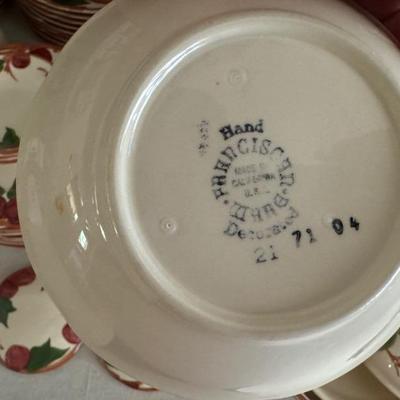 Hand
FRANCISCAN
MADE IN
CALIFORNIA
U.S.A.
WARE
Decorated
21 71 04